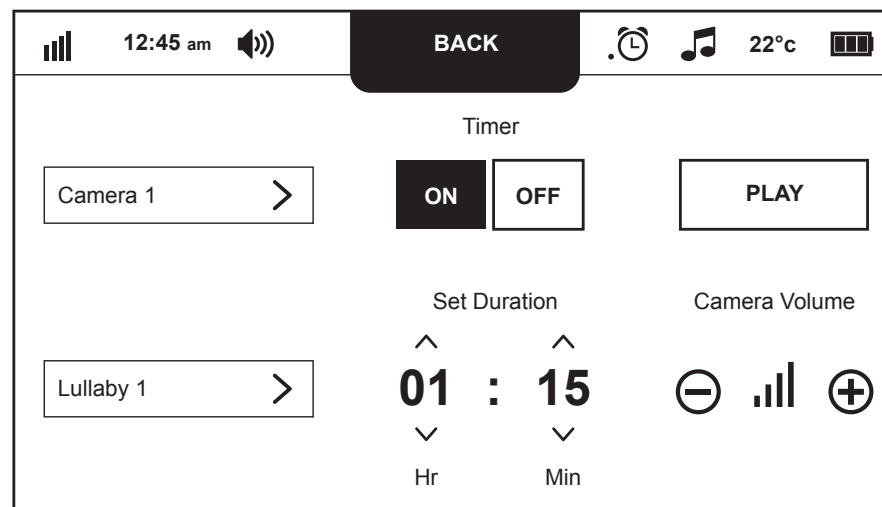 12:45 am BACK 22°c
Timer
Camera 1 ON OFF PLAY
Set Duration Camera Volume
Lullaby 1 01 : 15
Hr Min